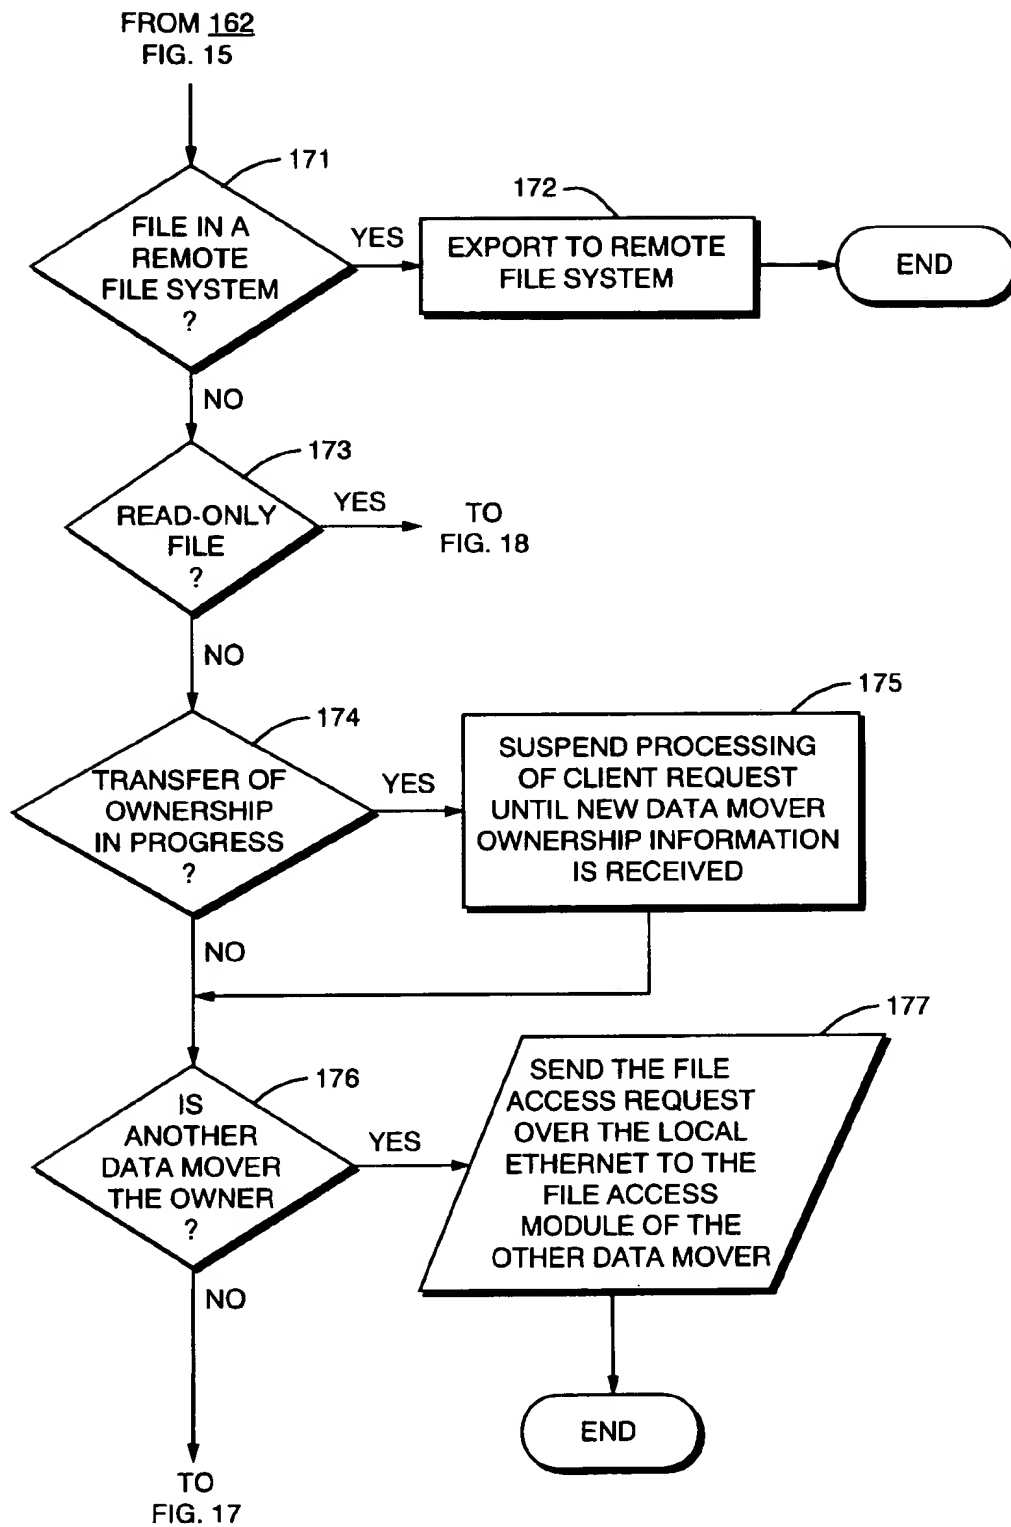 FROM 162
FIG. 15
171
FILE IN A
REMOTE
FILE SYSTEM
?
YES
172
EXPORT TO REMOTE
FILE SYSTEM
END
NO
173
READ-ONLY
FILE
?
YES
TO
FIG. 18
NO
174
TRANSFER OF
OWNERSHIP
IN PROGRESS
?
YES
175
SUSPEND PROCESSING
OF CLIENT REQUEST
UNTIL NEW DATA MOVER
OWNERSHIP INFORMATION
IS RECEIVED
NO
176
IS
ANOTHER
DATA MOVER
THE OWNER
?
YES
177
SEND THE FILE
ACCESS REQUEST
OVER THE LOCAL
ETHERNET TO THE
FILE ACCESS
MODULE OF THE
OTHER DATA MOVER
END
NO
TO
FIG. 17